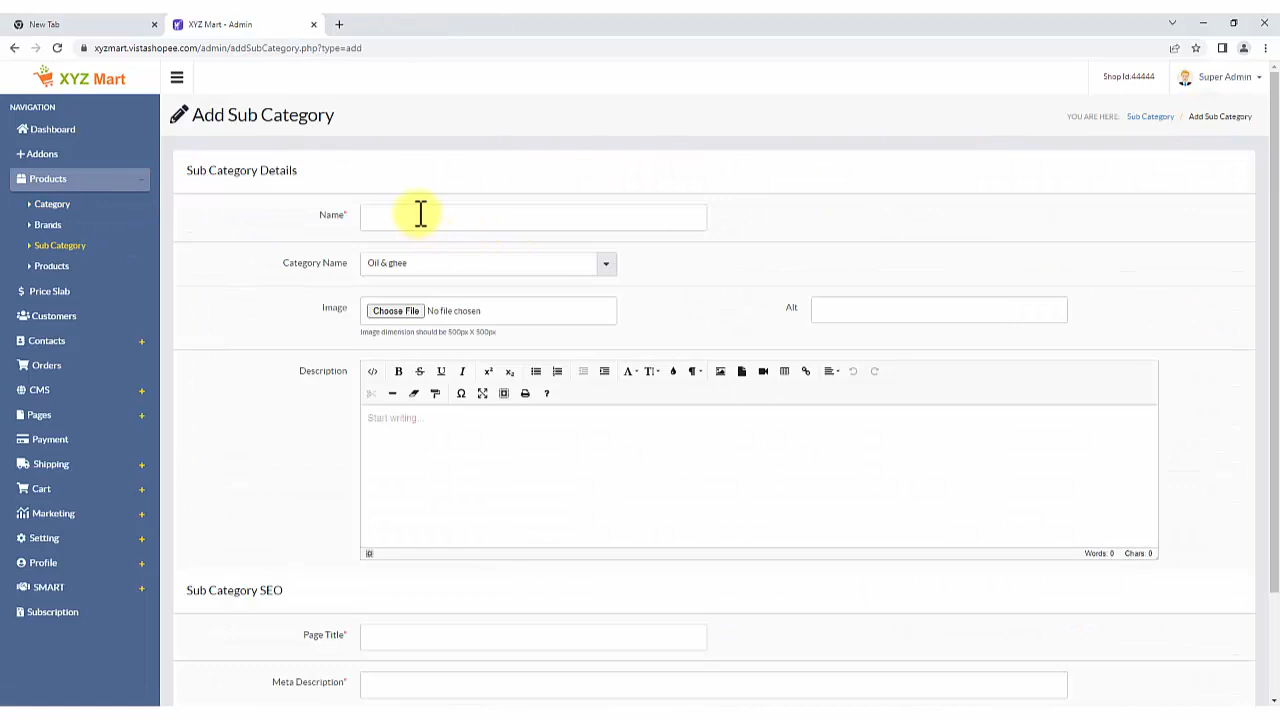 New Tab
XYZ Mart - Admin
xyzmart.vistashopee.com/admin/addSubCategory.php?type=add
XYZ Mart
Shop Id:44444
Super Admin
NAVIGATION
Dashboard
Addons
Products
Category
Brands
Sub Category
Products
Price Slab
Customers
Contacts
Orders
CMS
Pages
Payment
Shipping
Cart
Marketing
Setting
Profile
SMART
Subscription
Add Sub Category
YOU ARE HERE: Sub Category / Add Sub Category
Sub Category Details
Name*
Category Name Oil & ghee
Image Choose File No file chosen Alt
Image dimension should be 500px X 500px
Description
Start writing...
Words: 0 Chars: 0
Sub Category SEO
Page Title*
Meta Description*